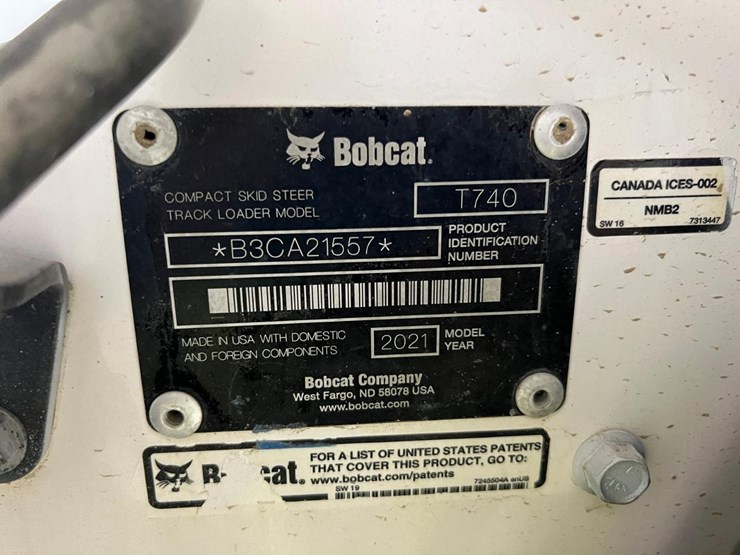 Bobcat.
COMPACT SKID STEER
TRACK LOADER MODEL
T740
*B3CA21557*
PRODUCT
IDENTIFICATION
NUMBER
MADE IN USA WITH DOMESTIC
AND FOREIGN COMPONENTS
2021
MODEL
YEAR
Bobcat Company
West Fargo, ND 58078 USA
www.bobcat.com
CANADA ICES-002
NMB2
SW 16
7313447
FOR A LIST OF UNITED STATES PATENTS
THAT COVER THIS PRODUCT, GO TO:
www.bobcat.com/patents
SW 19
7245504A enUS